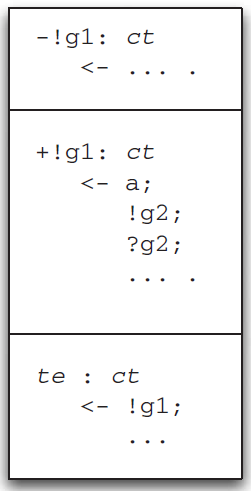 -!g1: ct
<- ... .
+!g1: ct
<- a;
!g2;
?g2;
... .
te : ct
<- !g1;
...